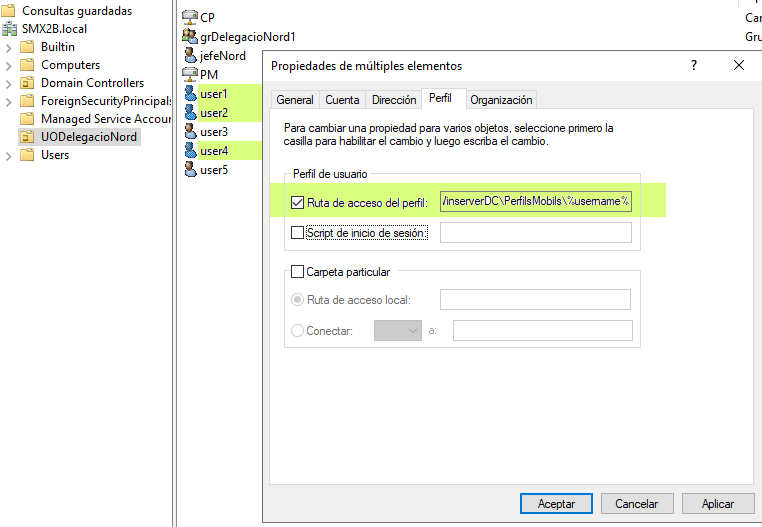 Consultas guardadas
SMX2B.local
Builtin
Computers
Domain Controllers
ForeignSecurityPrincipals
Managed Service Accour
UODelegacioNord
Users
CP
Car
grDelegacioNord1
Gru
jefeNord
PM
user1
user2
user3
user4
user5
Propiedades de múltiples elementos
?
General
Cuenta
Dirección
Perfil
Organización
Para cambiar una propiedad para varios objetos, seleccione primero la
casilla para habilitar el cambio y luego escriba el cambio.
Perfil de usuario
Ruta de acceso del perfil:
/inserverDC\PerfilsMobils\%username%
Script de inicio de sesión:
Carpeta particular
Ruta de acceso local:
Conectar:
a:
Aceptar
Cancelar
Aplicar